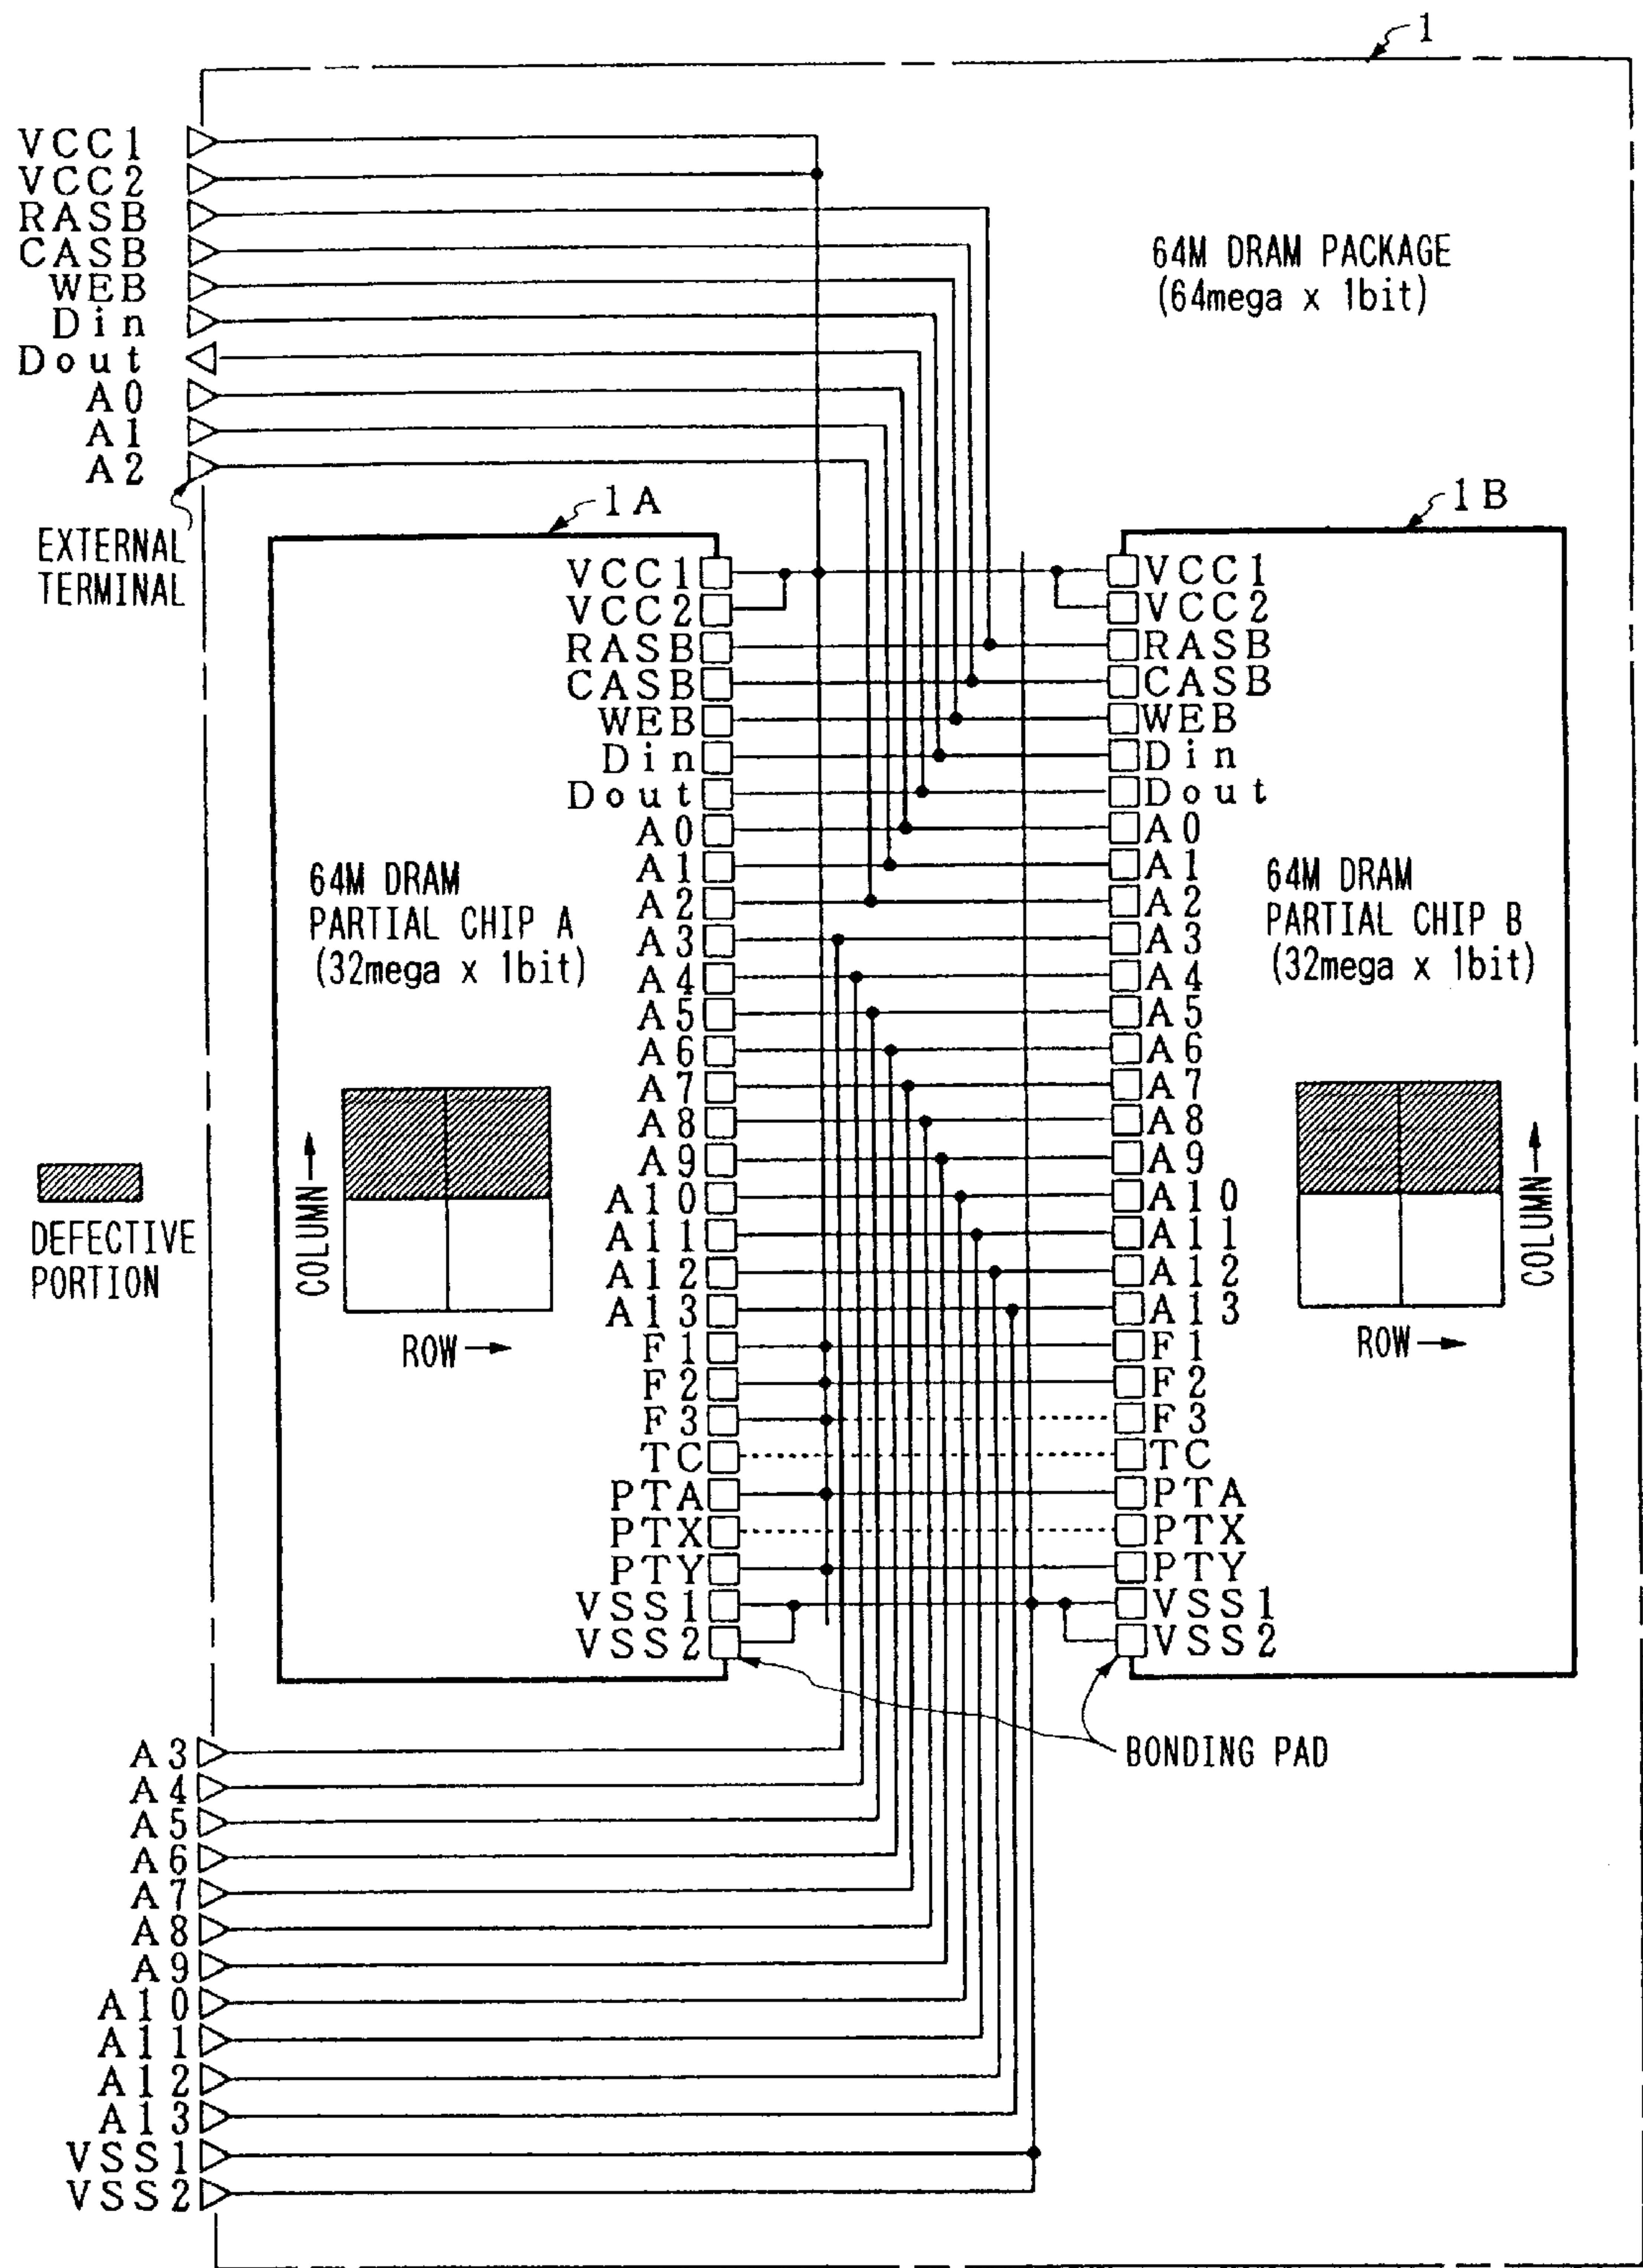 1
VCC1
VCC2
RASB
CASB
WEB
Din
Dout
A0
A1
A2
EXTERNAL
TERMINAL
64M DRAM PACKAGE
(64mega x 1bit)
1A
VCC1
VCC2
RASB
CASB
WEB
Din
Dout
A0
A1
A2
A3
A4
A5
A6
A7
A8
A9
A10
A11
A12
A13
F1
F2
F3
TC
PTA
PTX
PTY
VSS1
VSS2
64M DRAM
PARTIAL CHIP A
(32mega x 1bit)
COLUMN
ROW
DEFECTIVE
PORTION
1B
VCC1
VCC2
RASB
CASB
WEB
Din
Dout
A0
A1
A2
A3
A4
A5
A6
A7
A8
A9
A10
A11
A12
A13
F1
F2
F3
TC
PTA
PTX
PTY
VSS1
VSS2
64M DRAM
PARTIAL CHIP B
(32mega x 1bit)
COLUMN
ROW
BONDING PAD
A3
A4
A5
A6
A7
A8
A9
A10
A11
A12
A13
VSS1
VSS2